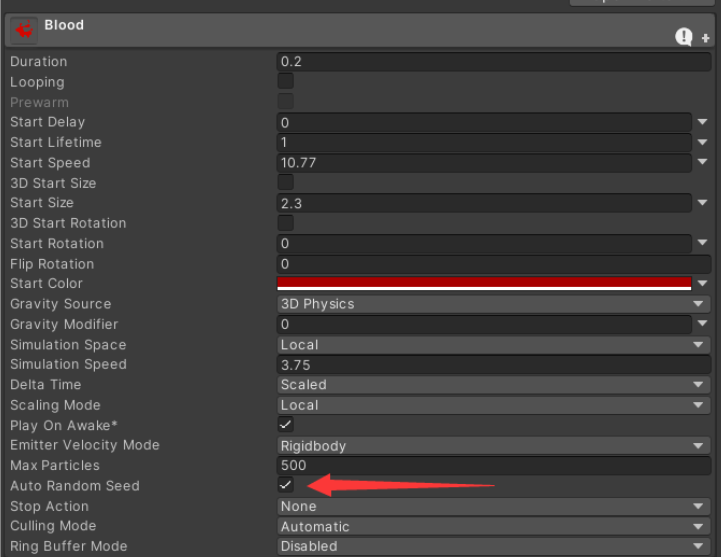 Blood
Duration 0.2
Looping
Prewarm
Start Delay 0
Start Lifetime 1
Start Speed 10.77
3D Start Size
Start Size 2.3
3D Start Rotation
Start Rotation 0
Flip Rotation 0
Start Color
Gravity Source 3D Physics
Gravity Modifier 0
Simulation Space Local
Simulation Speed 3.75
Delta Time Scaled
Scaling Mode Local
Play On Awake*
Emitter Velocity Mode Rigidbody
Max Particles 500
Auto Random Seed
Stop Action None
Culling Mode Automatic
Ring Buffer Mode Disabled